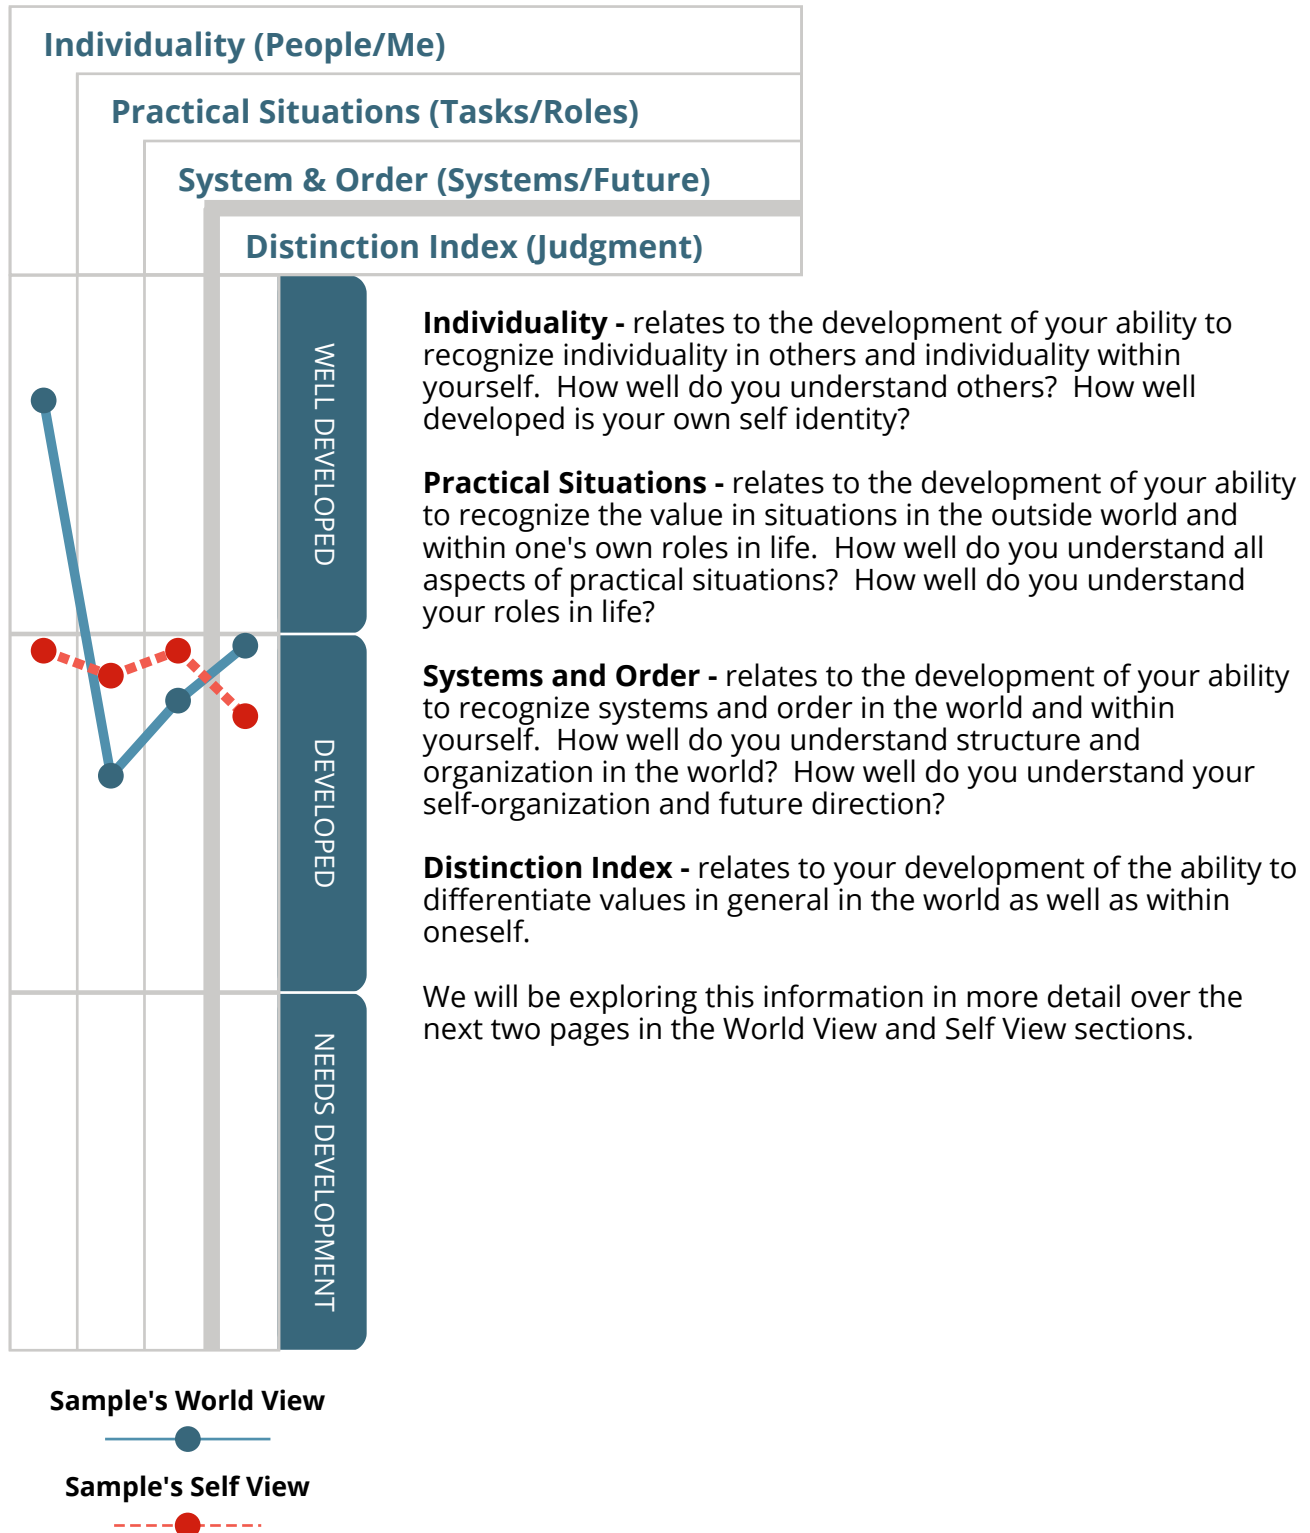 Individuality (People/Me)
Practical Situations (Tasks/Roles)
System & Order (Systems/Future)
Distinction Index (Judgment)
WELL DEVELOPED
DEVELOPED
NEEDS DEVELOPMENT
Individuality - relates to the development of your ability to
recognize individuality in others and individuality within
yourself.  How well do you understand others?  How well
developed is your own self identity?
Practical Situations - relates to the development of your ability
to recognize the value in situations in the outside world and
within one's own roles in life.  How well do you understand all
aspects of practical situations?  How well do you understand
your roles in life?
Systems and Order - relates to the development of your ability
to recognize systems and order in the world and within
yourself.  How well do you understand structure and
organization in the world?  How well do you understand your
self-organization and future direction?
Distinction Index - relates to your development of the ability to
differentiate values in general in the world as well as within
oneself.
We will be exploring this information in more detail over the
next two pages in the World View and Self View sections.
Sample's World View
Sample's Self View